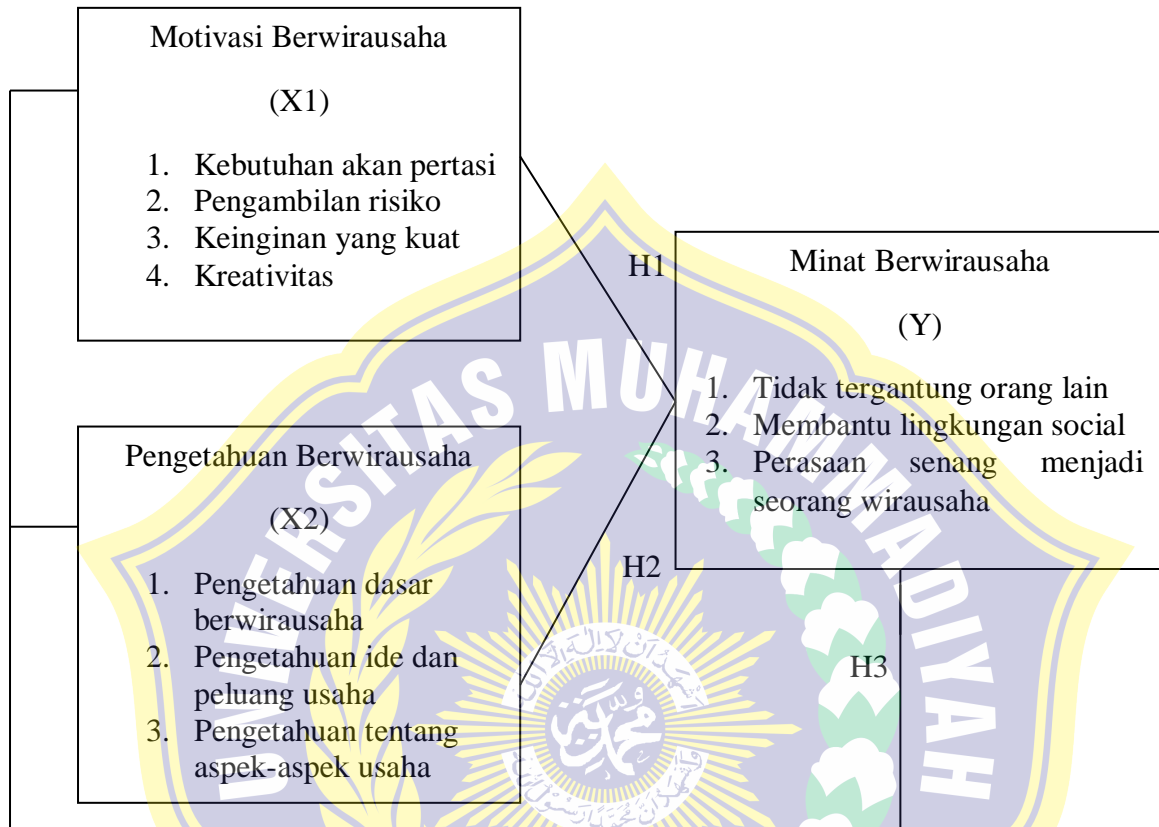 Motivasi Berwirausaha
(X1)
1. Kebutuhan akan pertasi
2. Pengambilan risiko
3. Keinginan yang kuat
4. Kreativitas
H1
Minat Berwirausaha
(Y)
1. Tidak tergantung orang lain
2. Membantu lingkungan social
3. Perasaan senang menjadi
seorang wirausaha
Pengetahuan Berwirausaha
(X2)
1. Pengetahuan dasar
berwirausaha
2. Pengetahuan ide dan
peluang usaha
3. Pengetahuan tentang
aspek-aspek usaha
H2
H3
UNIVERSITAS MUHAMMADIYAH